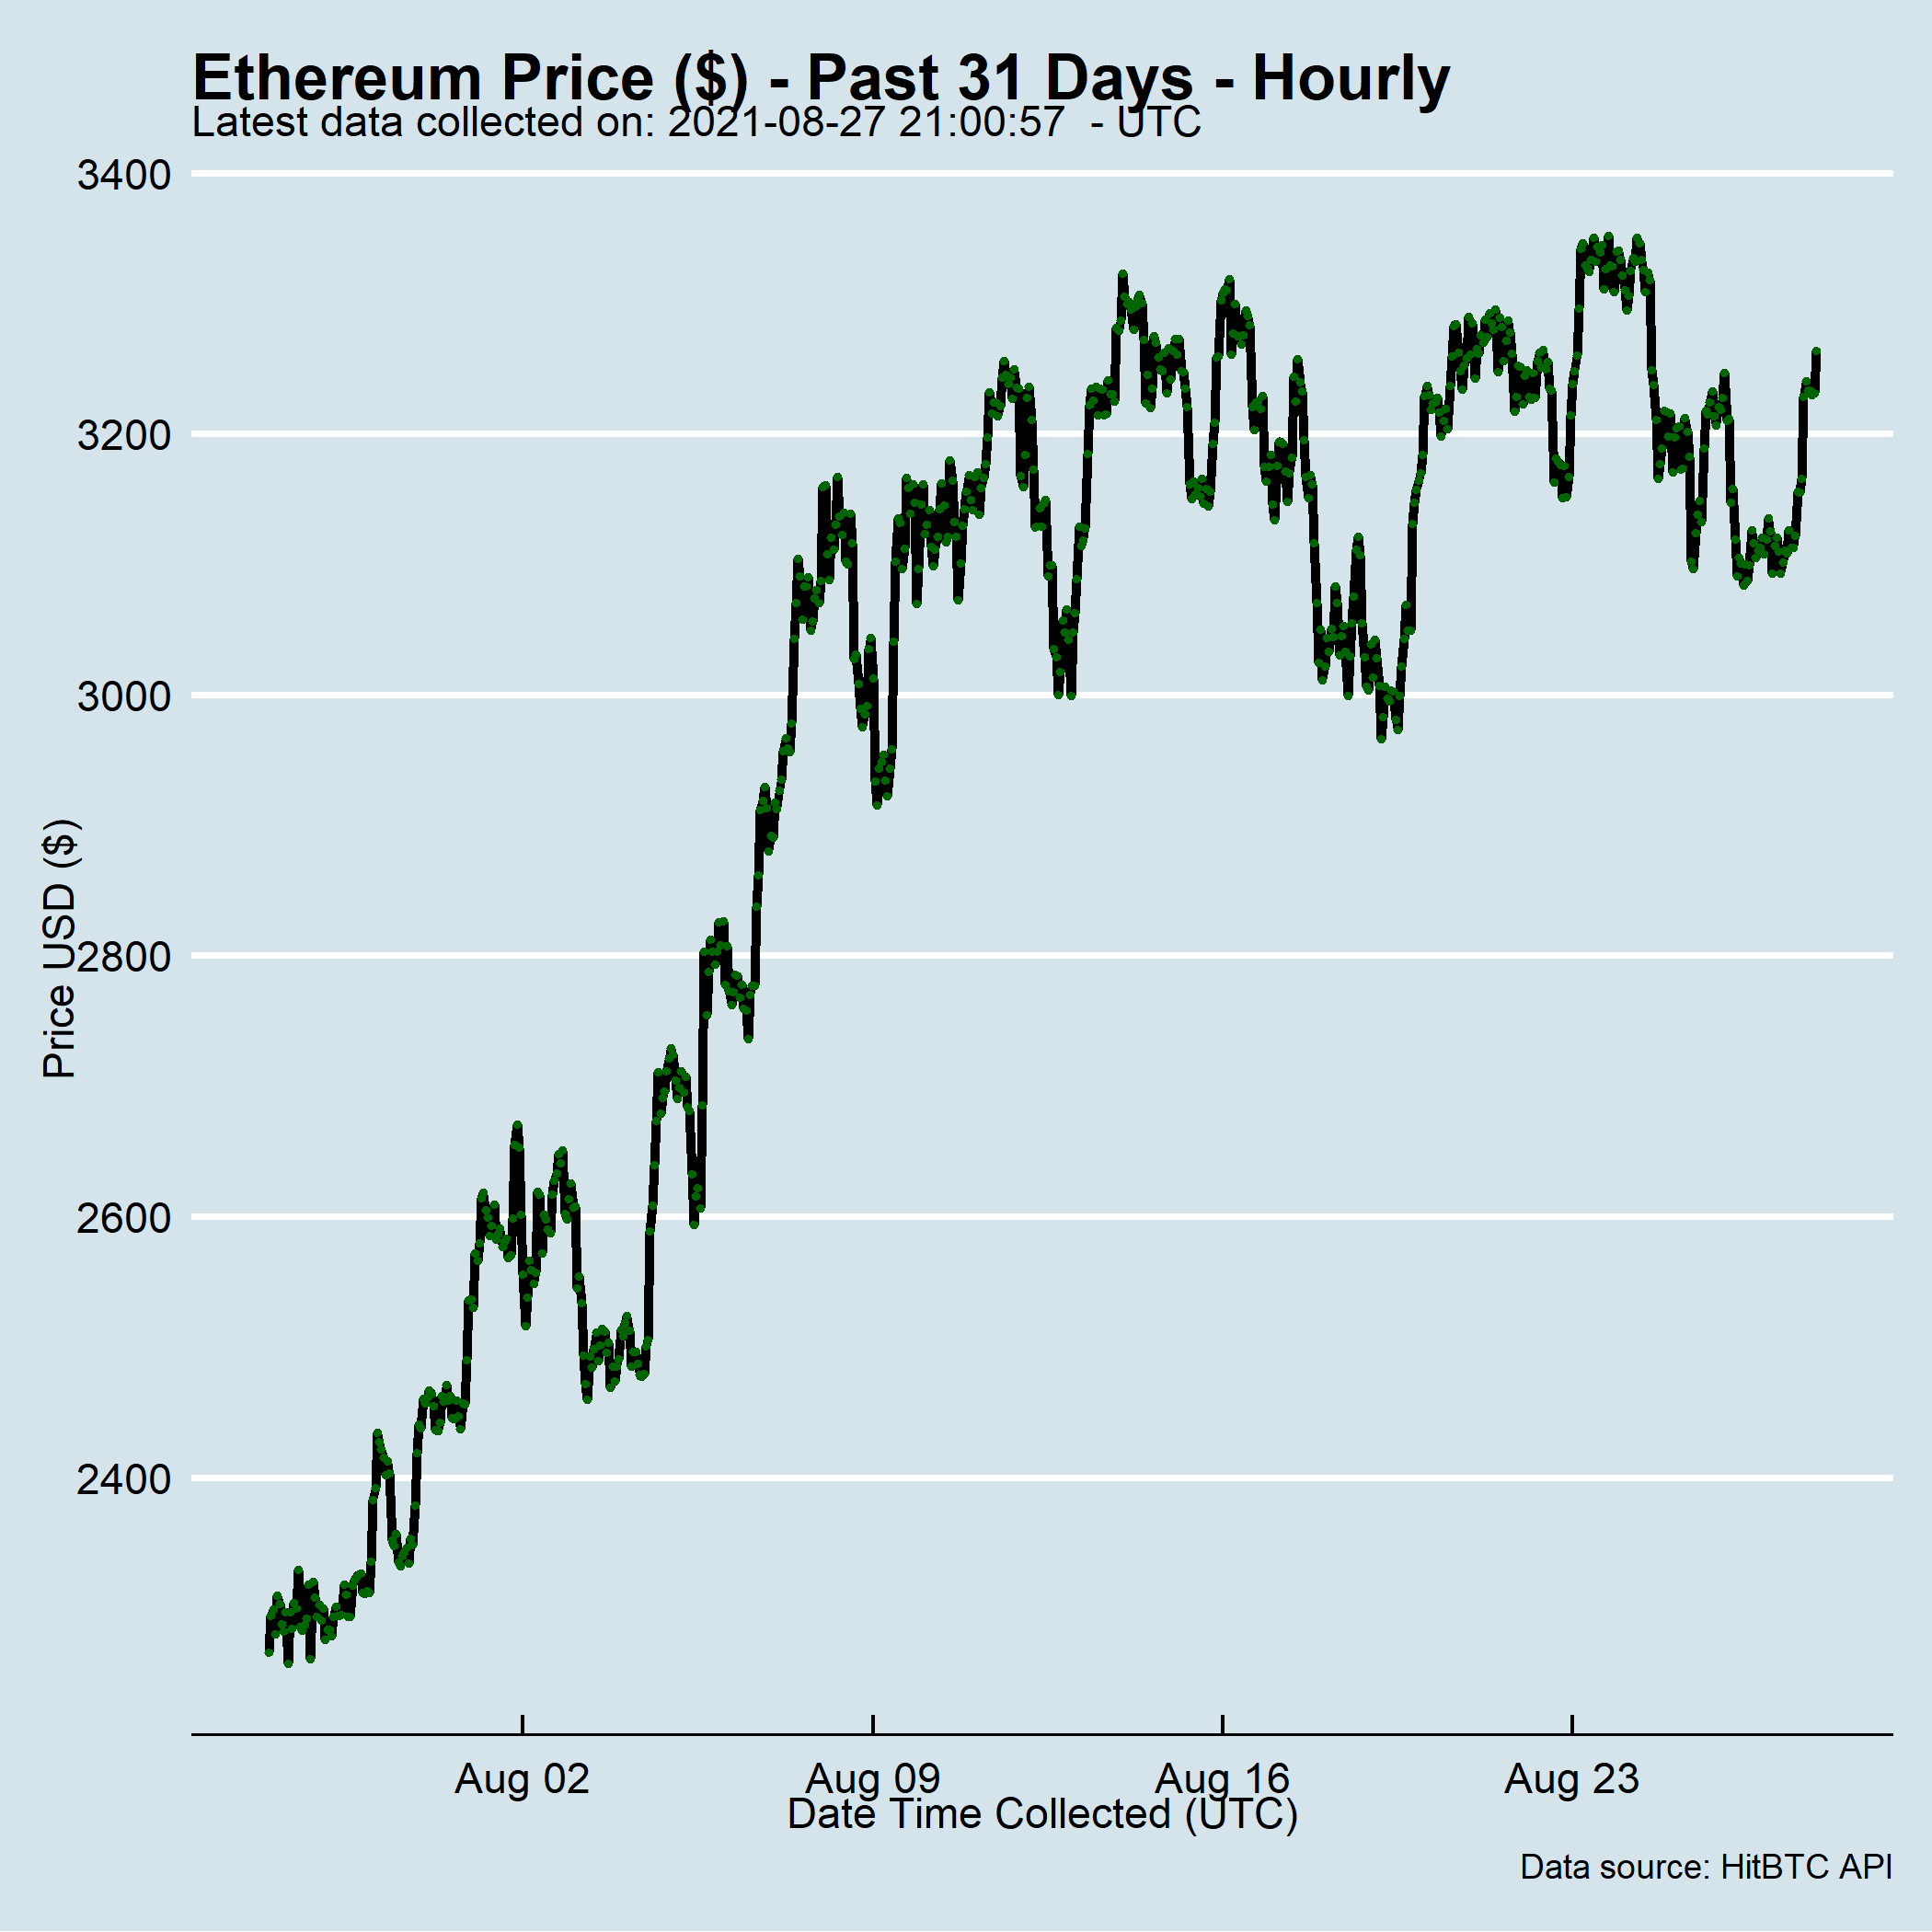 Ethereum Price ($) - Past 31 Days - Hourly
Latest data collected on: 2021-08-27 21:00:57  - UTC
3400
3200
3000
2800
2600
2400
Price USD ($)
Aug 02
Aug 09
Aug 16
Aug 23
Date Time Collected (UTC)
Data source: HitBTC API